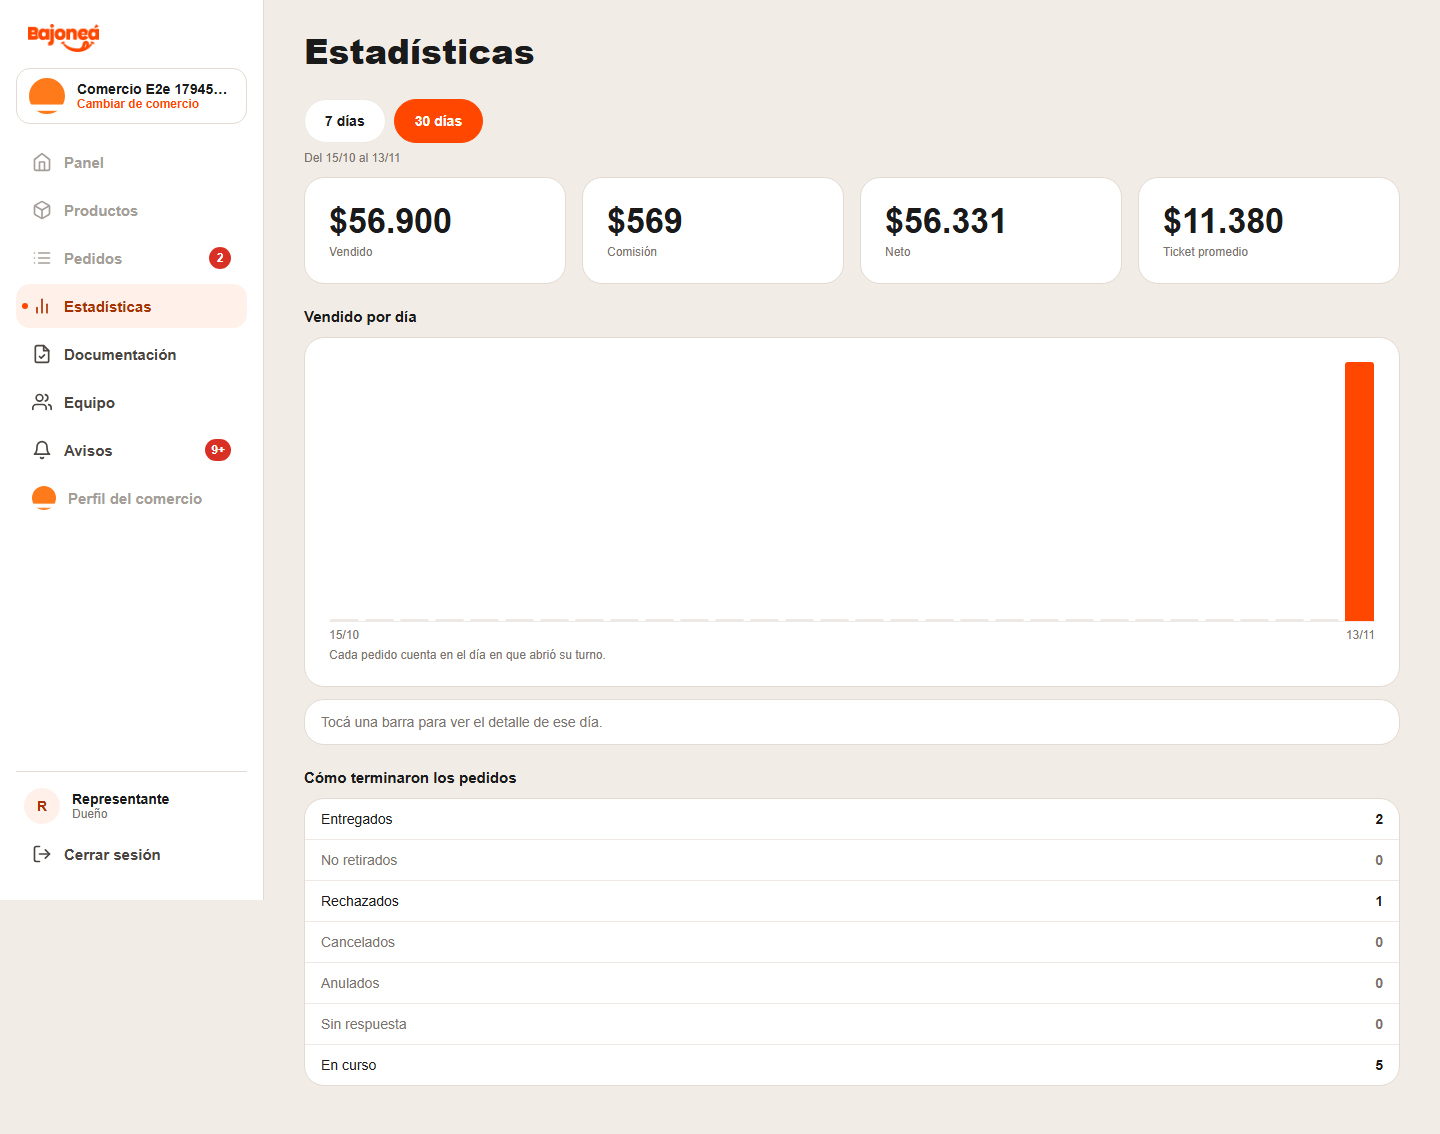 Bajoneá
Comercio E2e 17945...
Cambiar de comercio
Panel
Productos
Pedidos 2
Estadísticas
Documentación
Equipo
Avisos 9+
Perfil del comercio
R
Representante
Dueño
Cerrar sesión
Estadísticas
7 días 30 días
Del 15/10 al 13/11
$56.900
Vendido
$569
Comisión
$56.331
Neto
$11.380
Ticket promedio
Vendido por día
15/10 13/11
Cada pedido cuenta en el día en que abrió su turno.
Tocá una barra para ver el detalle de ese día.
Cómo terminaron los pedidos
Entregados 2
No retirados 0
Rechazados 1
Cancelados 0
Anulados 0
Sin respuesta 0
En curso 5